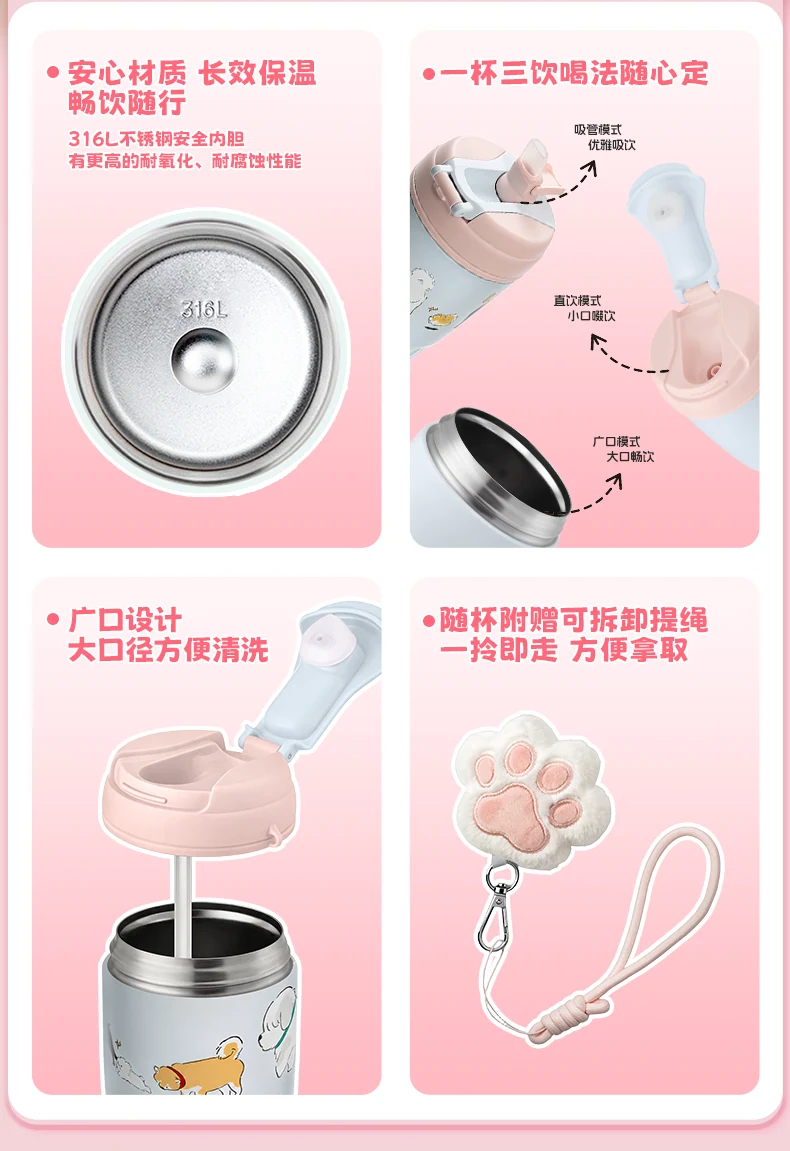 安心材质 长效保温
畅饮随行
316L不锈钢安全内胆
有更高的耐氧化、耐腐蚀性能
316L
一杯三饮喝法随心定
吸管模式
优雅吸饮
直饮模式
小口啜饮
广口模式
大口畅饮
广口设计
大口径方便清洗
随杯附赠可拆卸提绳
一拎即走 方便拿取